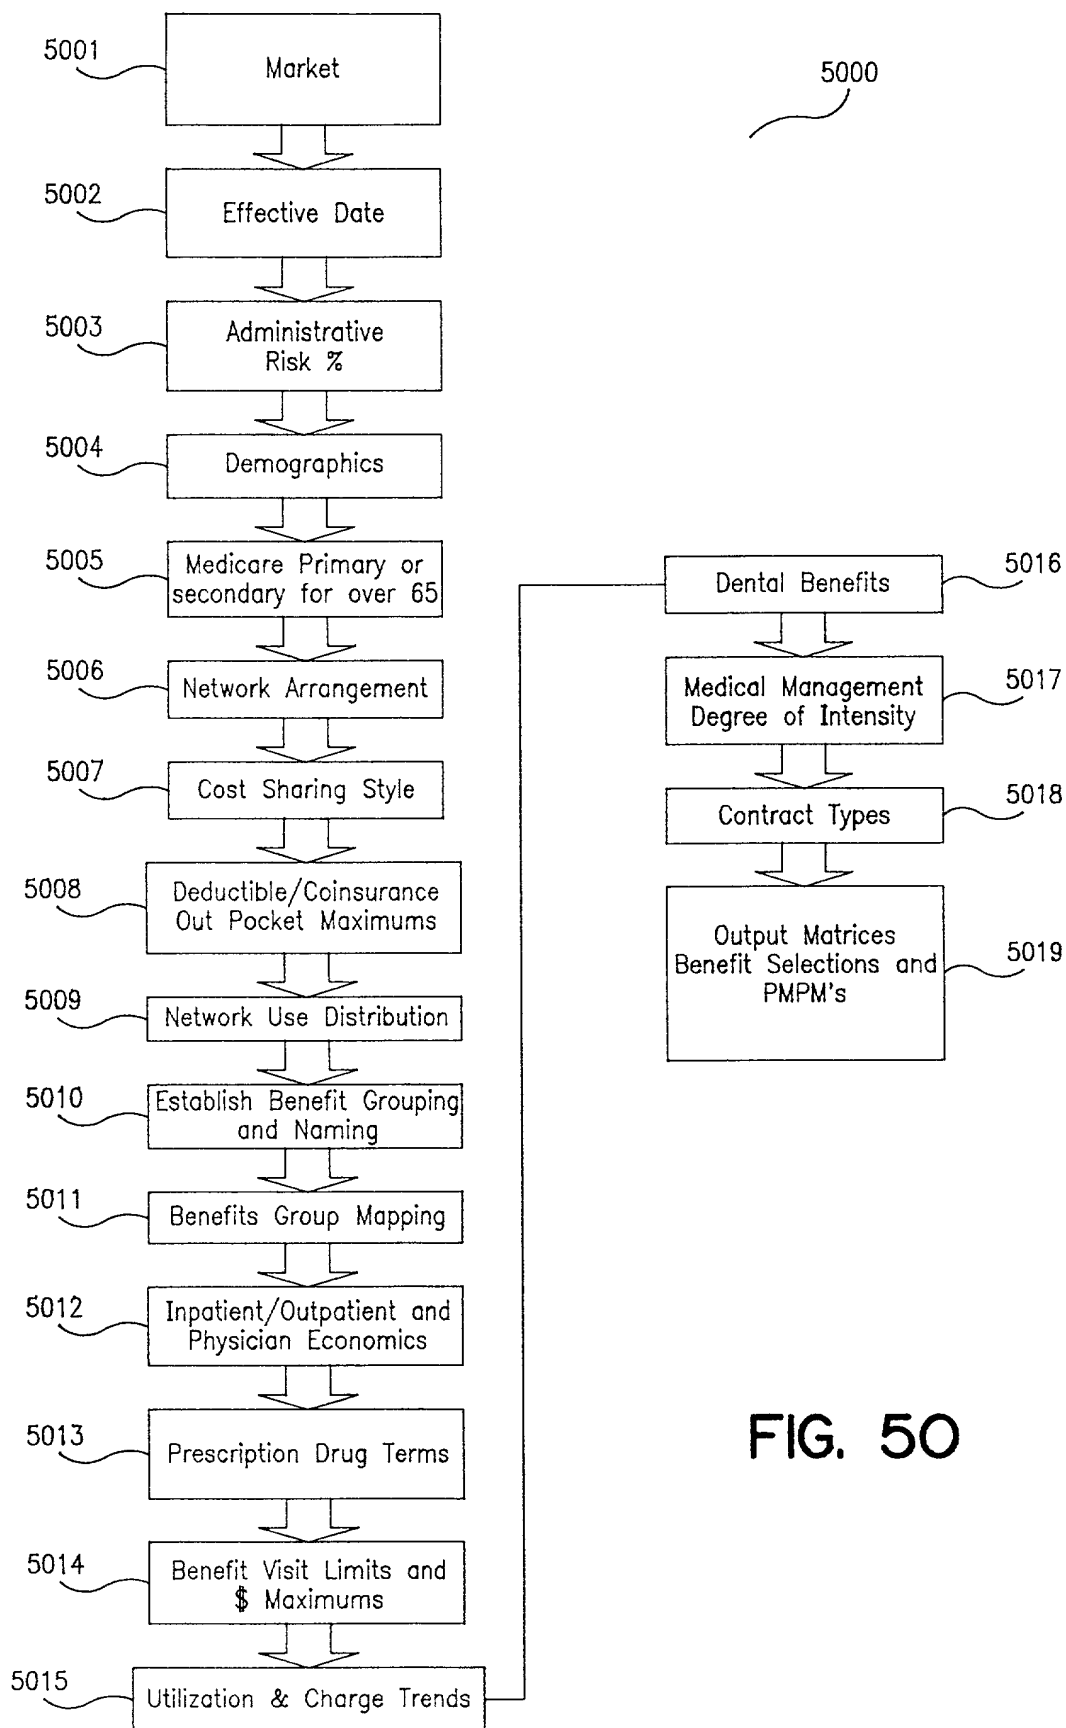 5001
Market
5000
5002
Effective Date
5003
Administrative
Risk %
5004
Demographics
5005
Medicare Primary or
secondary for over 65
5006
Network Arrangement
5007
Cost Sharing Style
5008
Deductible/Coinsurance
Out Pocket Maximums
5009
Network Use Distribution
5010
Establish Benefit Grouping
and Naming
5011
Benefits Group Mapping
5012
Inpatient/Outpatient and
Physician Economics
5013
Prescription Drug Terms
5014
Benefit Visit Limits and
$ Maximums
5015
Utilization & Charge Trends
Dental Benefits
5016
Medical Management
Degree of Intensity
5017
Contract Types
5018
Output Matrices
Benefit Selections and
PMPM's
5019
FIG. 50